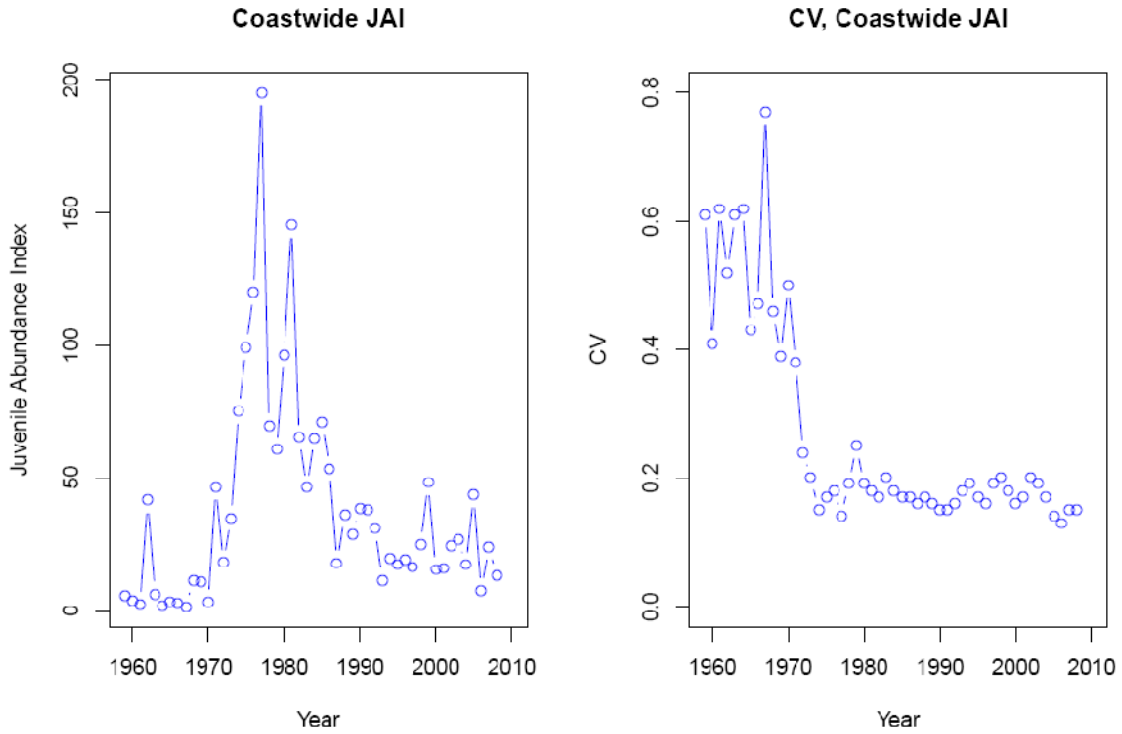 Coastwide JAI
Juvenile Abundance Index
200
150
100
50
0
1960 1970 1980 1990 2000 2010
Year
CV, Coastwide JAI
CV
0.8
0.6
0.4
0.2
0.0
1960 1970 1980 1990 2000 2010
Year